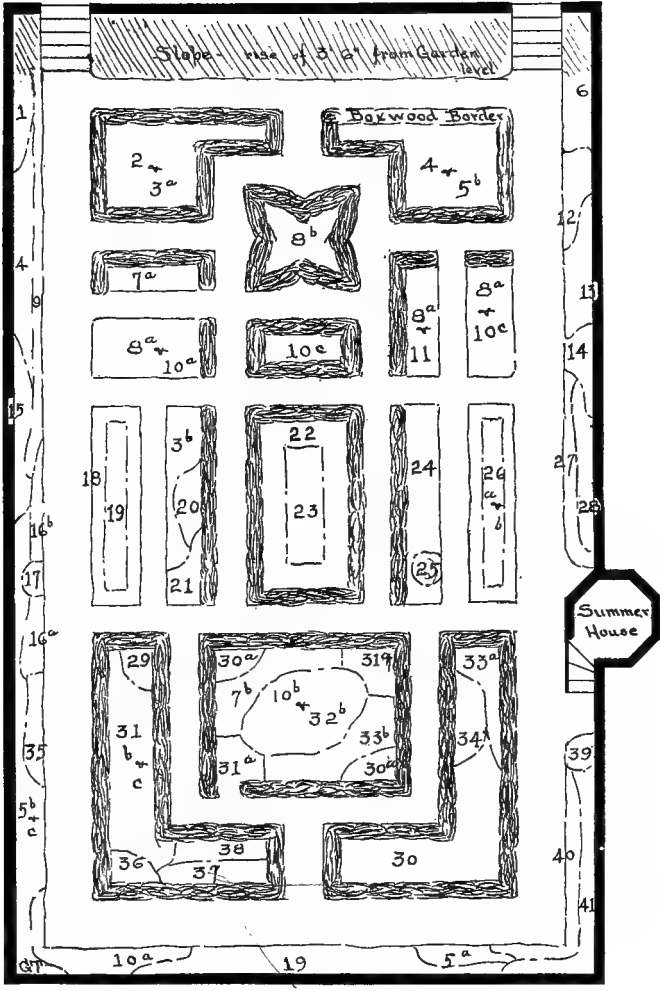 Slope - rise of 3' 6" from Garden
level
6
1
Boxwood Border
2 &
3a
4 &
5b
8b
12
4
7a
9
8a
&
11
8a
&
10c
13
8a &
10a
10c
14
15
3b
22
18
19
20
23
24
26
a &
b
27
28
16b
17
21
25
Summer
House
16a
29
30a
31a
33a
7b
10b
&
32b
31
b &
c
33b
34
31a
30a
35
39
5b
&
c
38
36
37
30
40
41
10a
19
5a